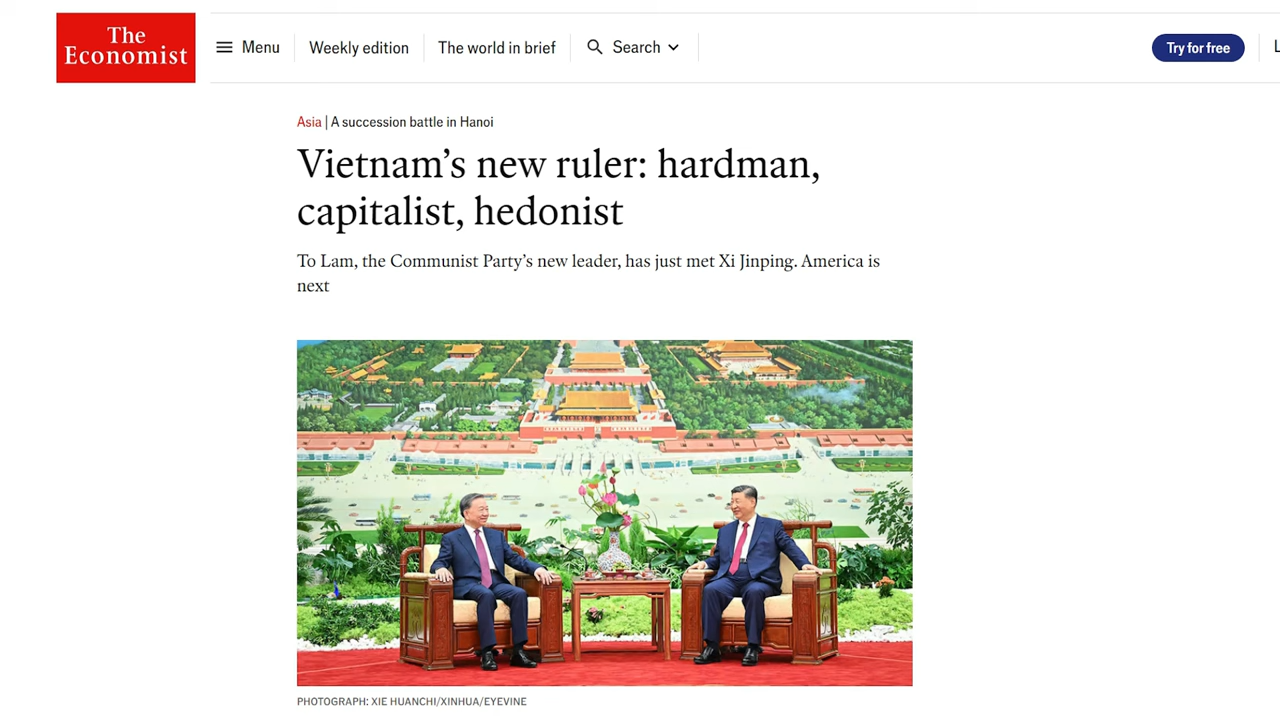 The
Economist
Menu
Weekly edition
The world in brief
Search
Try for free
L
Asia | A succession battle in Hanoi
Vietnam’s new ruler: hardman,
capitalist, hedonist
To Lam, the Communist Party’s new leader, has just met Xi Jinping. America is
next
PHOTOGRAPH: XIE HUANCHI/XINHUA/EYEVINE